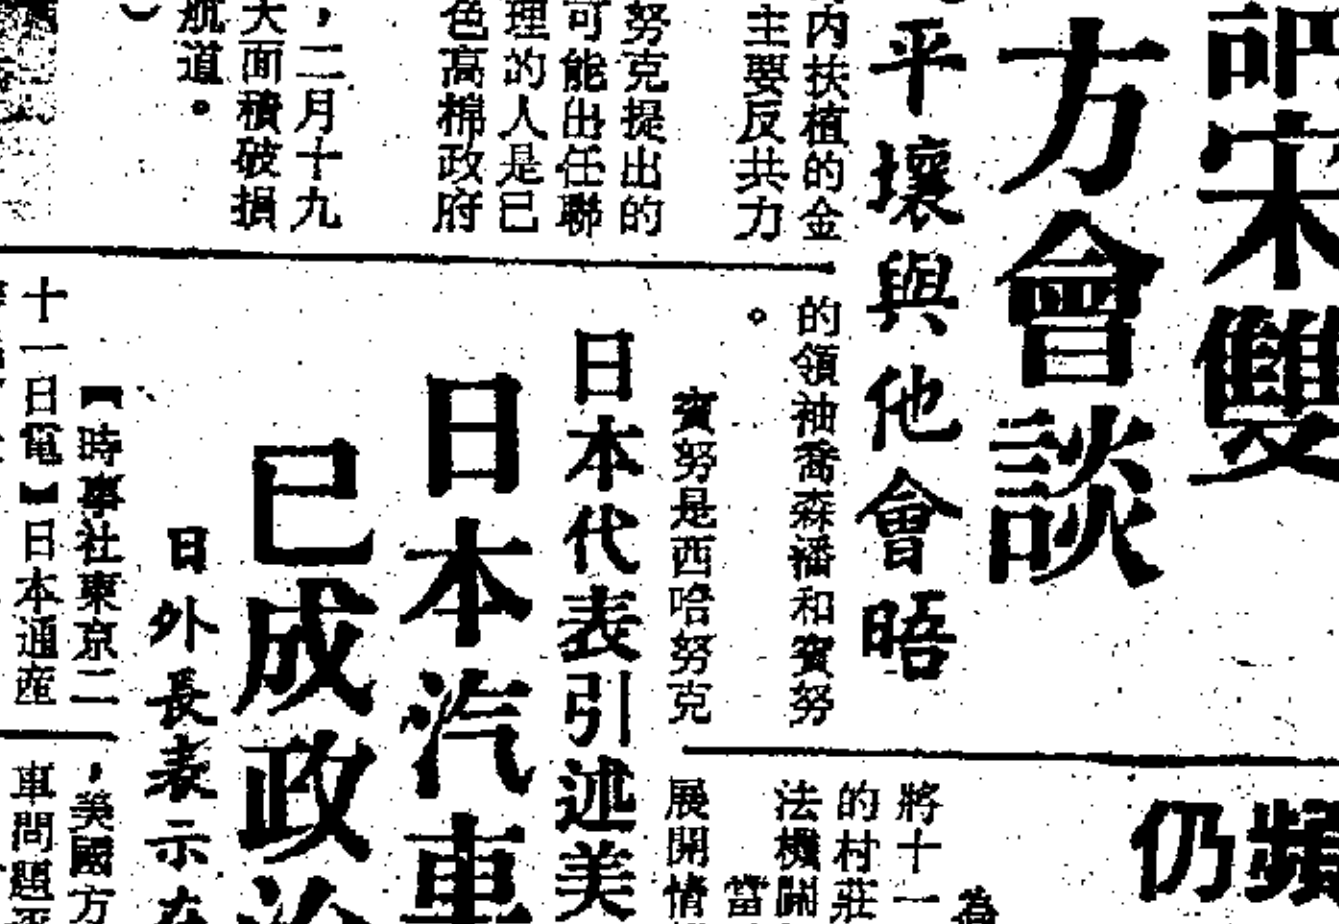 宋雙
方會談
平壤與他會晤
內扶植的金
主要反共力
努克提出的
可能出任聯
理的人是已
色高棉政府
，二月十九
大面積破損
航道。
的領袖喬森潘和賓努
。
賓努是西哈努克
日本代表引述美
日本汽車
已成政治
日外長表示在
【時事社東京二
十一日電】日本通産
，美國方
車問題
仍
將十一
的村莊
法機關
當
展開情
為